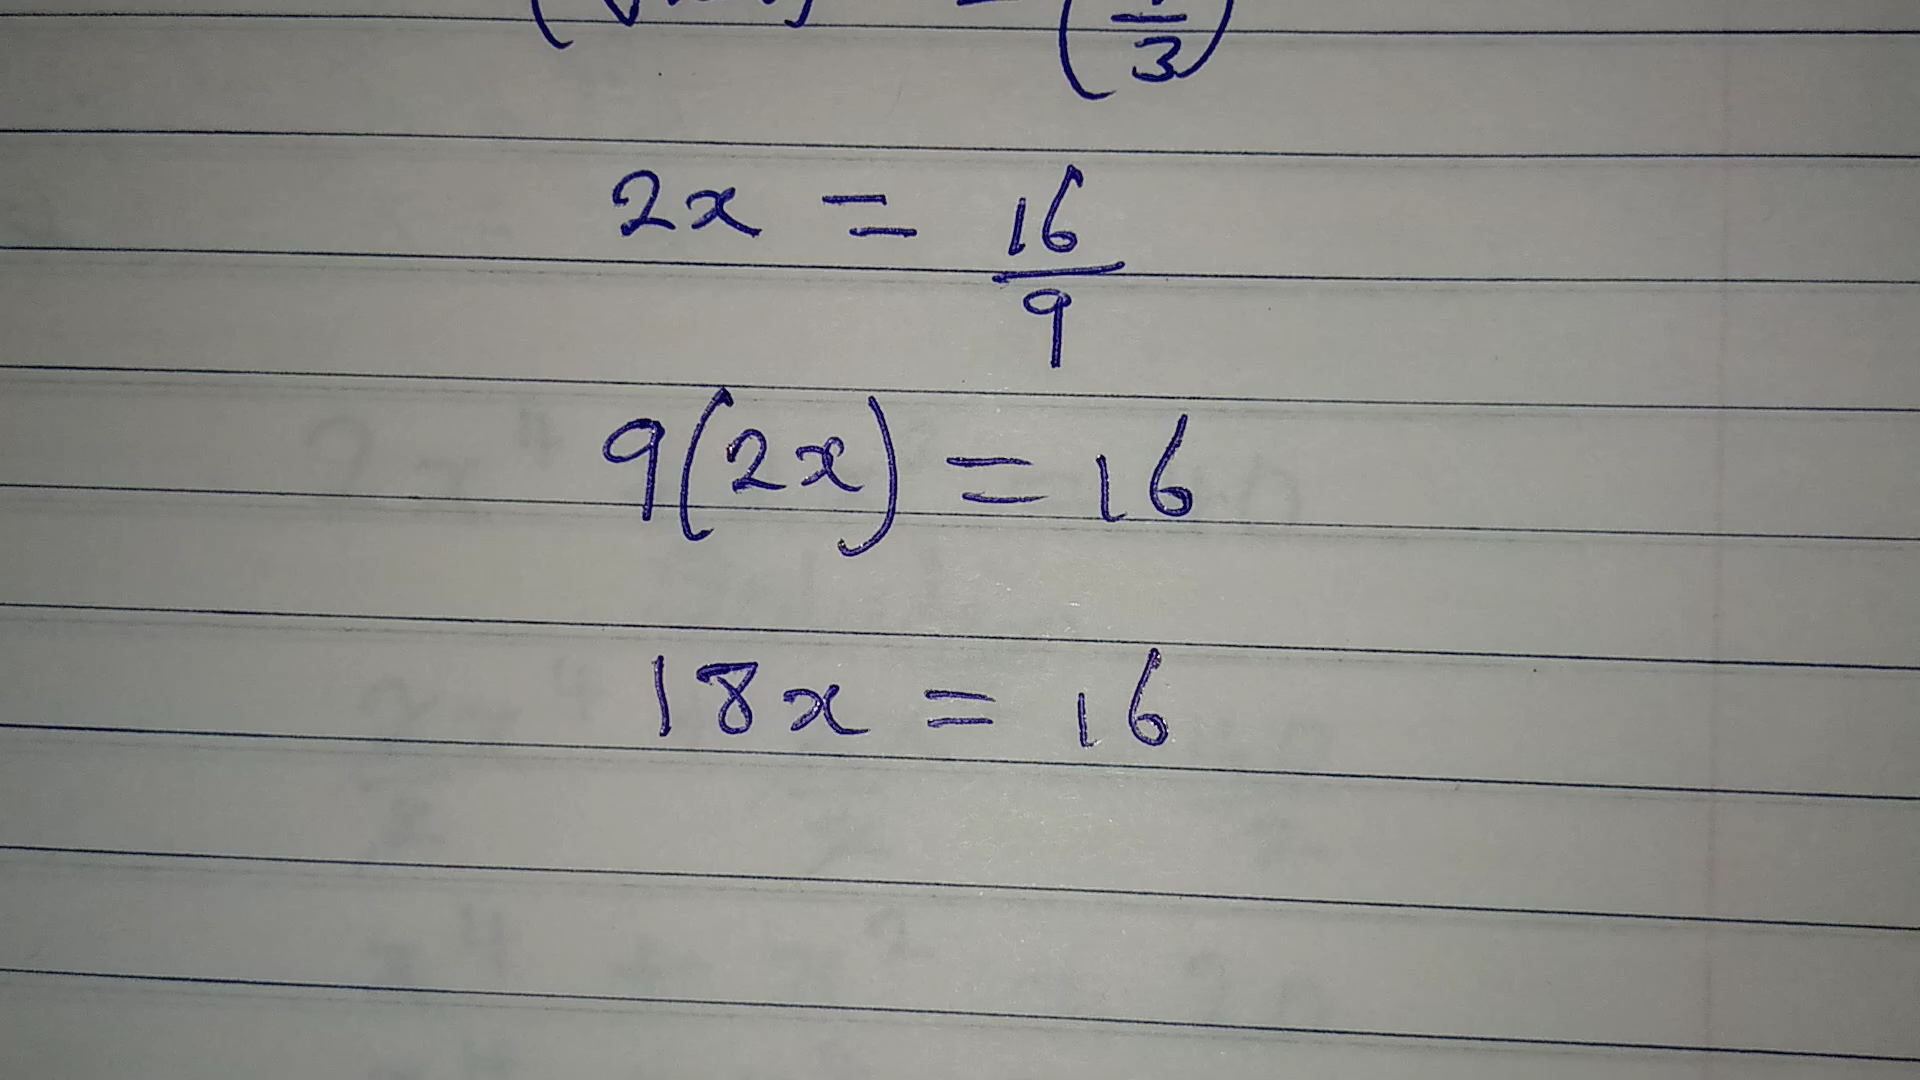 2x = 16/9
9(2x) = 16
18x = 16